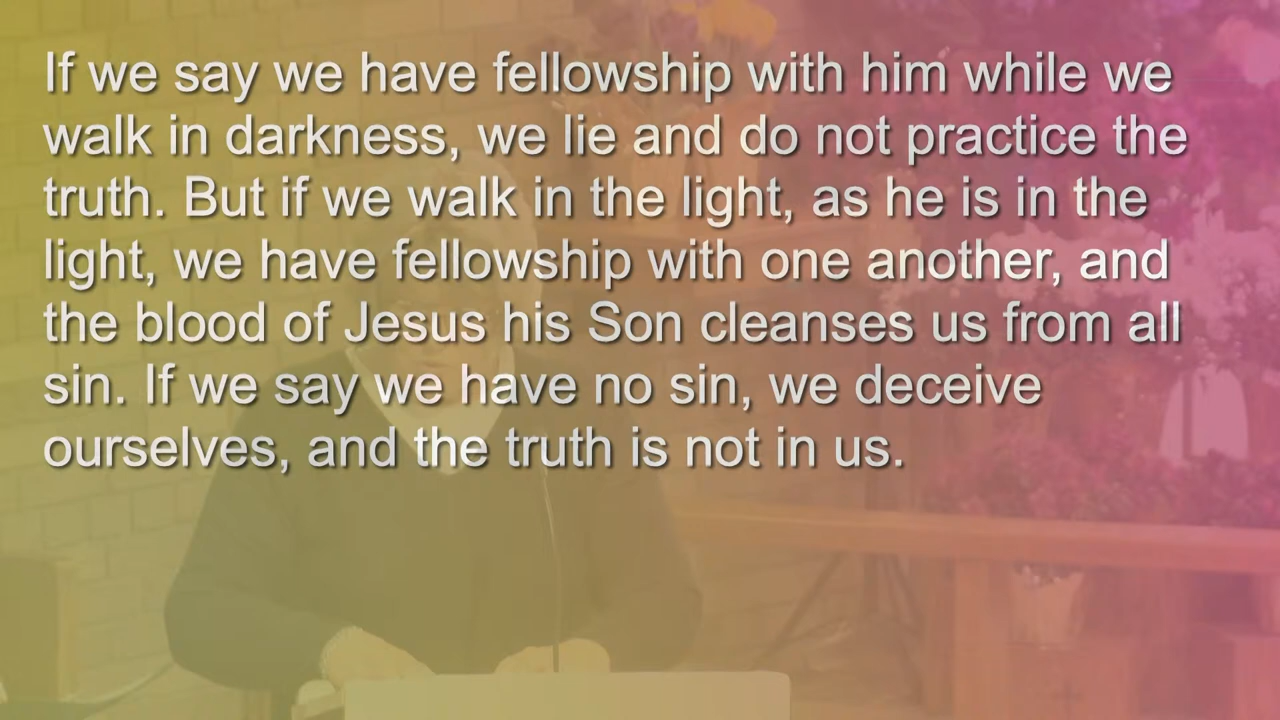 If we say we have fellowship with him while we
walk in darkness, we lie and do not practice the
truth. But if we walk in the light, as he is in the
light, we have fellowship with one another, and
the blood of Jesus his Son cleanses us from all
sin. If we say we have no sin, we deceive
ourselves, and the truth is not in us.